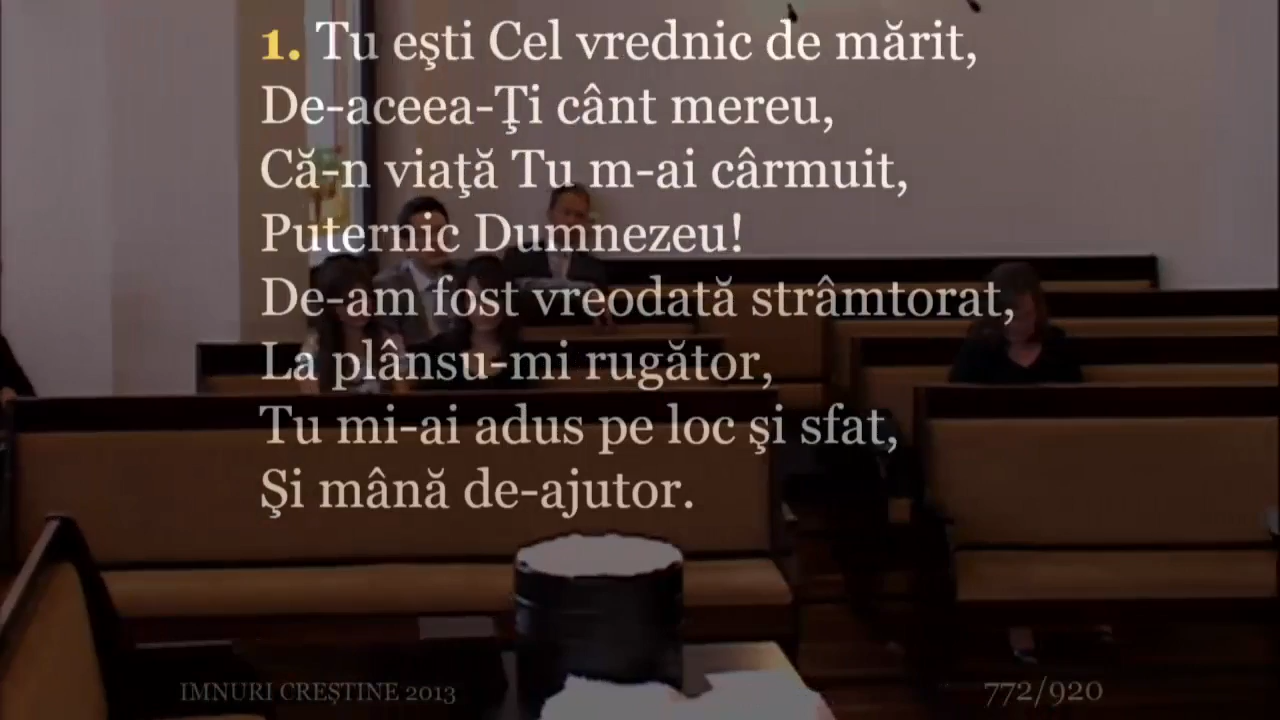 1. Tu eşti Cel vrednic de mărit,
De-aceea-Ţi cânt mereu,
Că-n viaţă Tu m-ai cârmuit,
Puternic Dumnezeu!
De-am fost vreodată strâmtorat,
La plânsu-mi rugător,
Tu mi-ai adus pe loc şi sfat,
Şi mână de-ajutor.
IMNURI CREȘTINE 2013
772/920